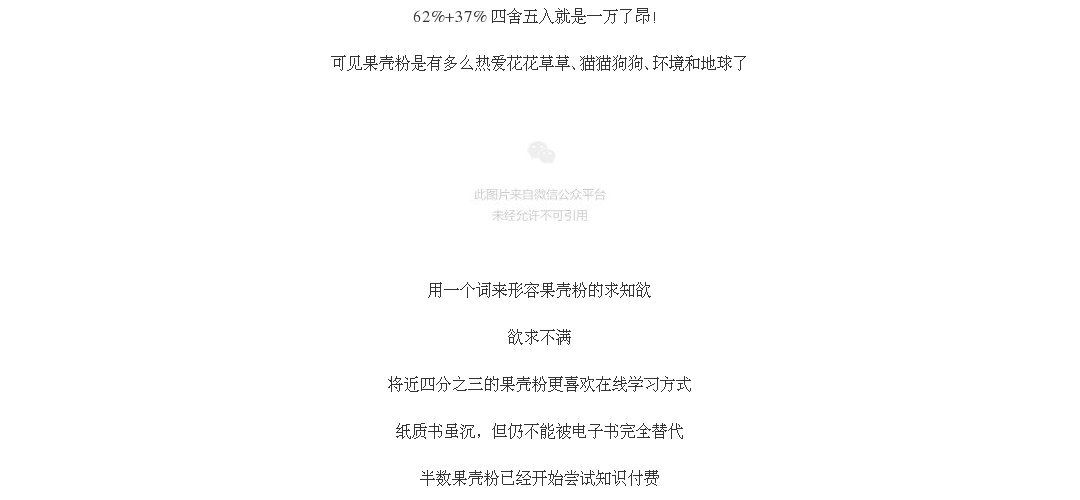 62%+37% 四舍五入就是一万了昂！
可见果壳粉是有多么热爱花花草草、猫猫狗狗、环境和地球了
此图片来自微信公众平台
未经允许不可引用
用一个词来形容果壳粉的求知欲
欲求不满
将近四分之三的果壳粉更喜欢在线学习方式
纸质书虽沉，但仍不能被电子书完全替代
半数果壳粉已经开始尝试知识付费